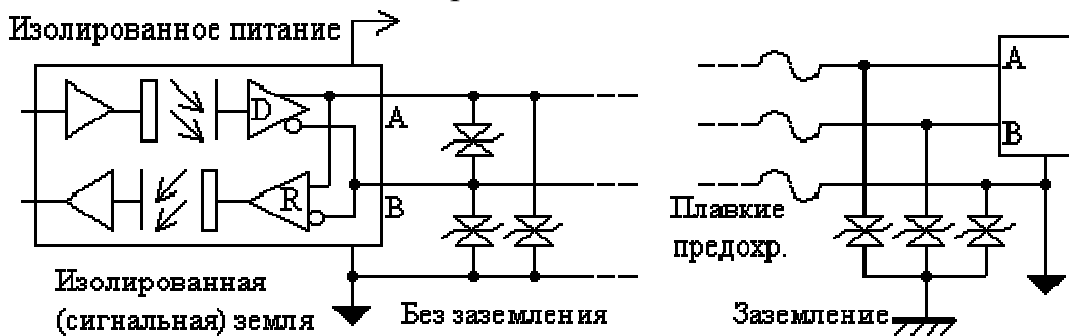 Изолированное питание
A
D
A
B
R
B
Плавкие
предохр.
Изолированная
(сигнальная) земля
Без заземления
Заземление